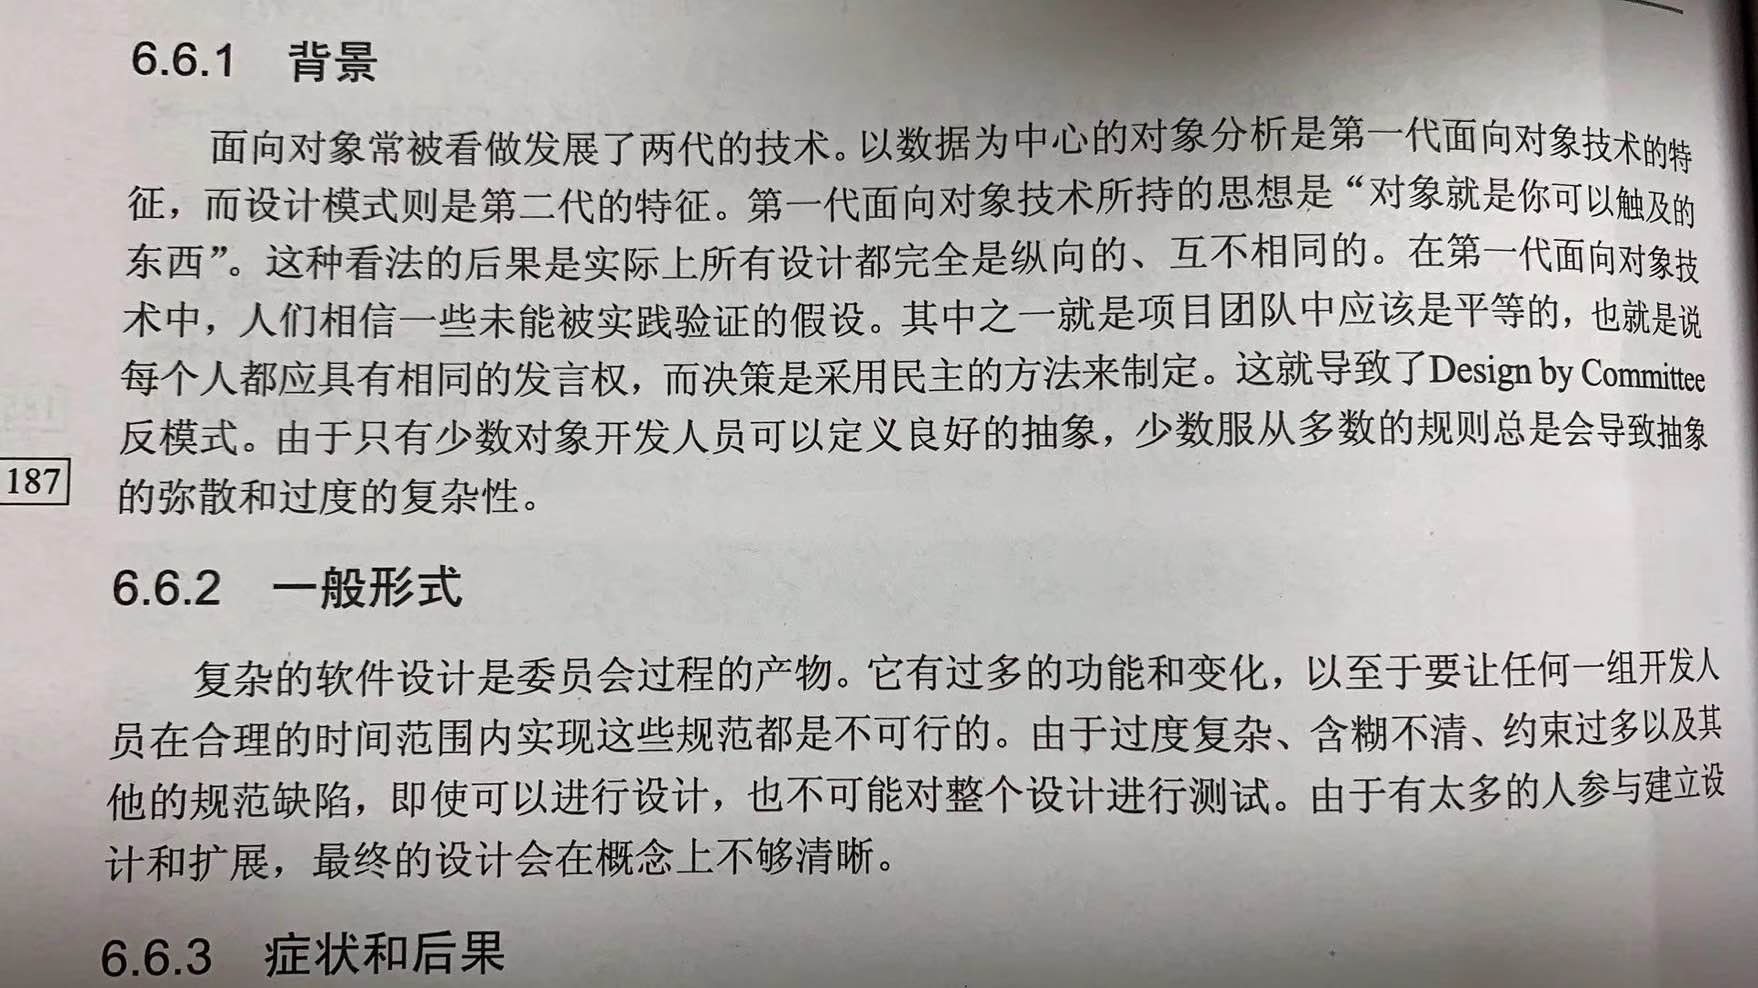 6.6.1 背景
面向对象常被看做发展了两代的技术。以数据为中心的对象分析是第一代面向对象技术的特
征，而设计模式则是第二代的特征。第一代面向对象技术所持的思想是“对象就是你可以触及的
东西”。这种看法的后果是实际上所有设计都完全是纵向的、互不相同的。在第一代面向对象技
术中，人们相信一些未能被实践验证的假设。其中之一就是项目团队中应该是平等的，也就是说
每个人都应具有相同的发言权，而决策是采用民主的方法来制定。这就导致了Design by Committee
反模式。由于只有少数对象开发人员可以定义良好的抽象，少数服从多数的规则总是会导致抽象
187
的弥散和过度的复杂性。
6.6.2 一般形式
复杂的软件设计是委员会过程的产物。它有过多的功能和变化，以至于要让任何一组开发人
员在合理的时间范围内实现这些规范都是不可行的。由于过度复杂、含糊不清、约束过多以及其
他的规范缺陷，即使可以进行设计，也不可能对整个设计进行测试。由于有太多的人参与建立设
计和扩展，最终的设计会在概念上不够清晰。
6.6.3 症状和后果